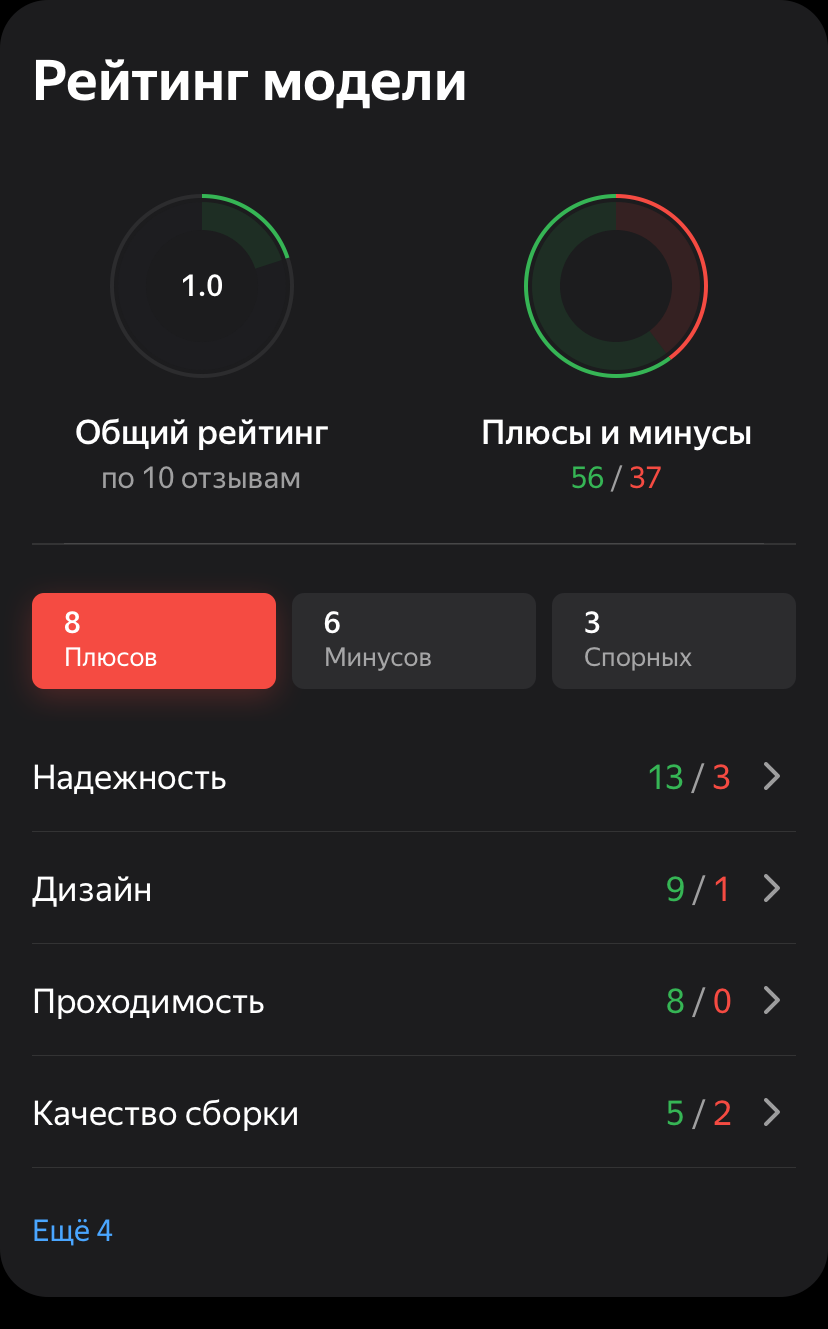 Рейтинг модели
1.0
Общий рейтинг
по 10 отзывам
Плюсы и минусы
56 / 37
8
Плюсов
6
Минусов
3
Спорных
Надежность 13 / 3
Дизайн 9 / 1
Проходимость 8 / 0
Качество сборки 5 / 2
Ещё 4